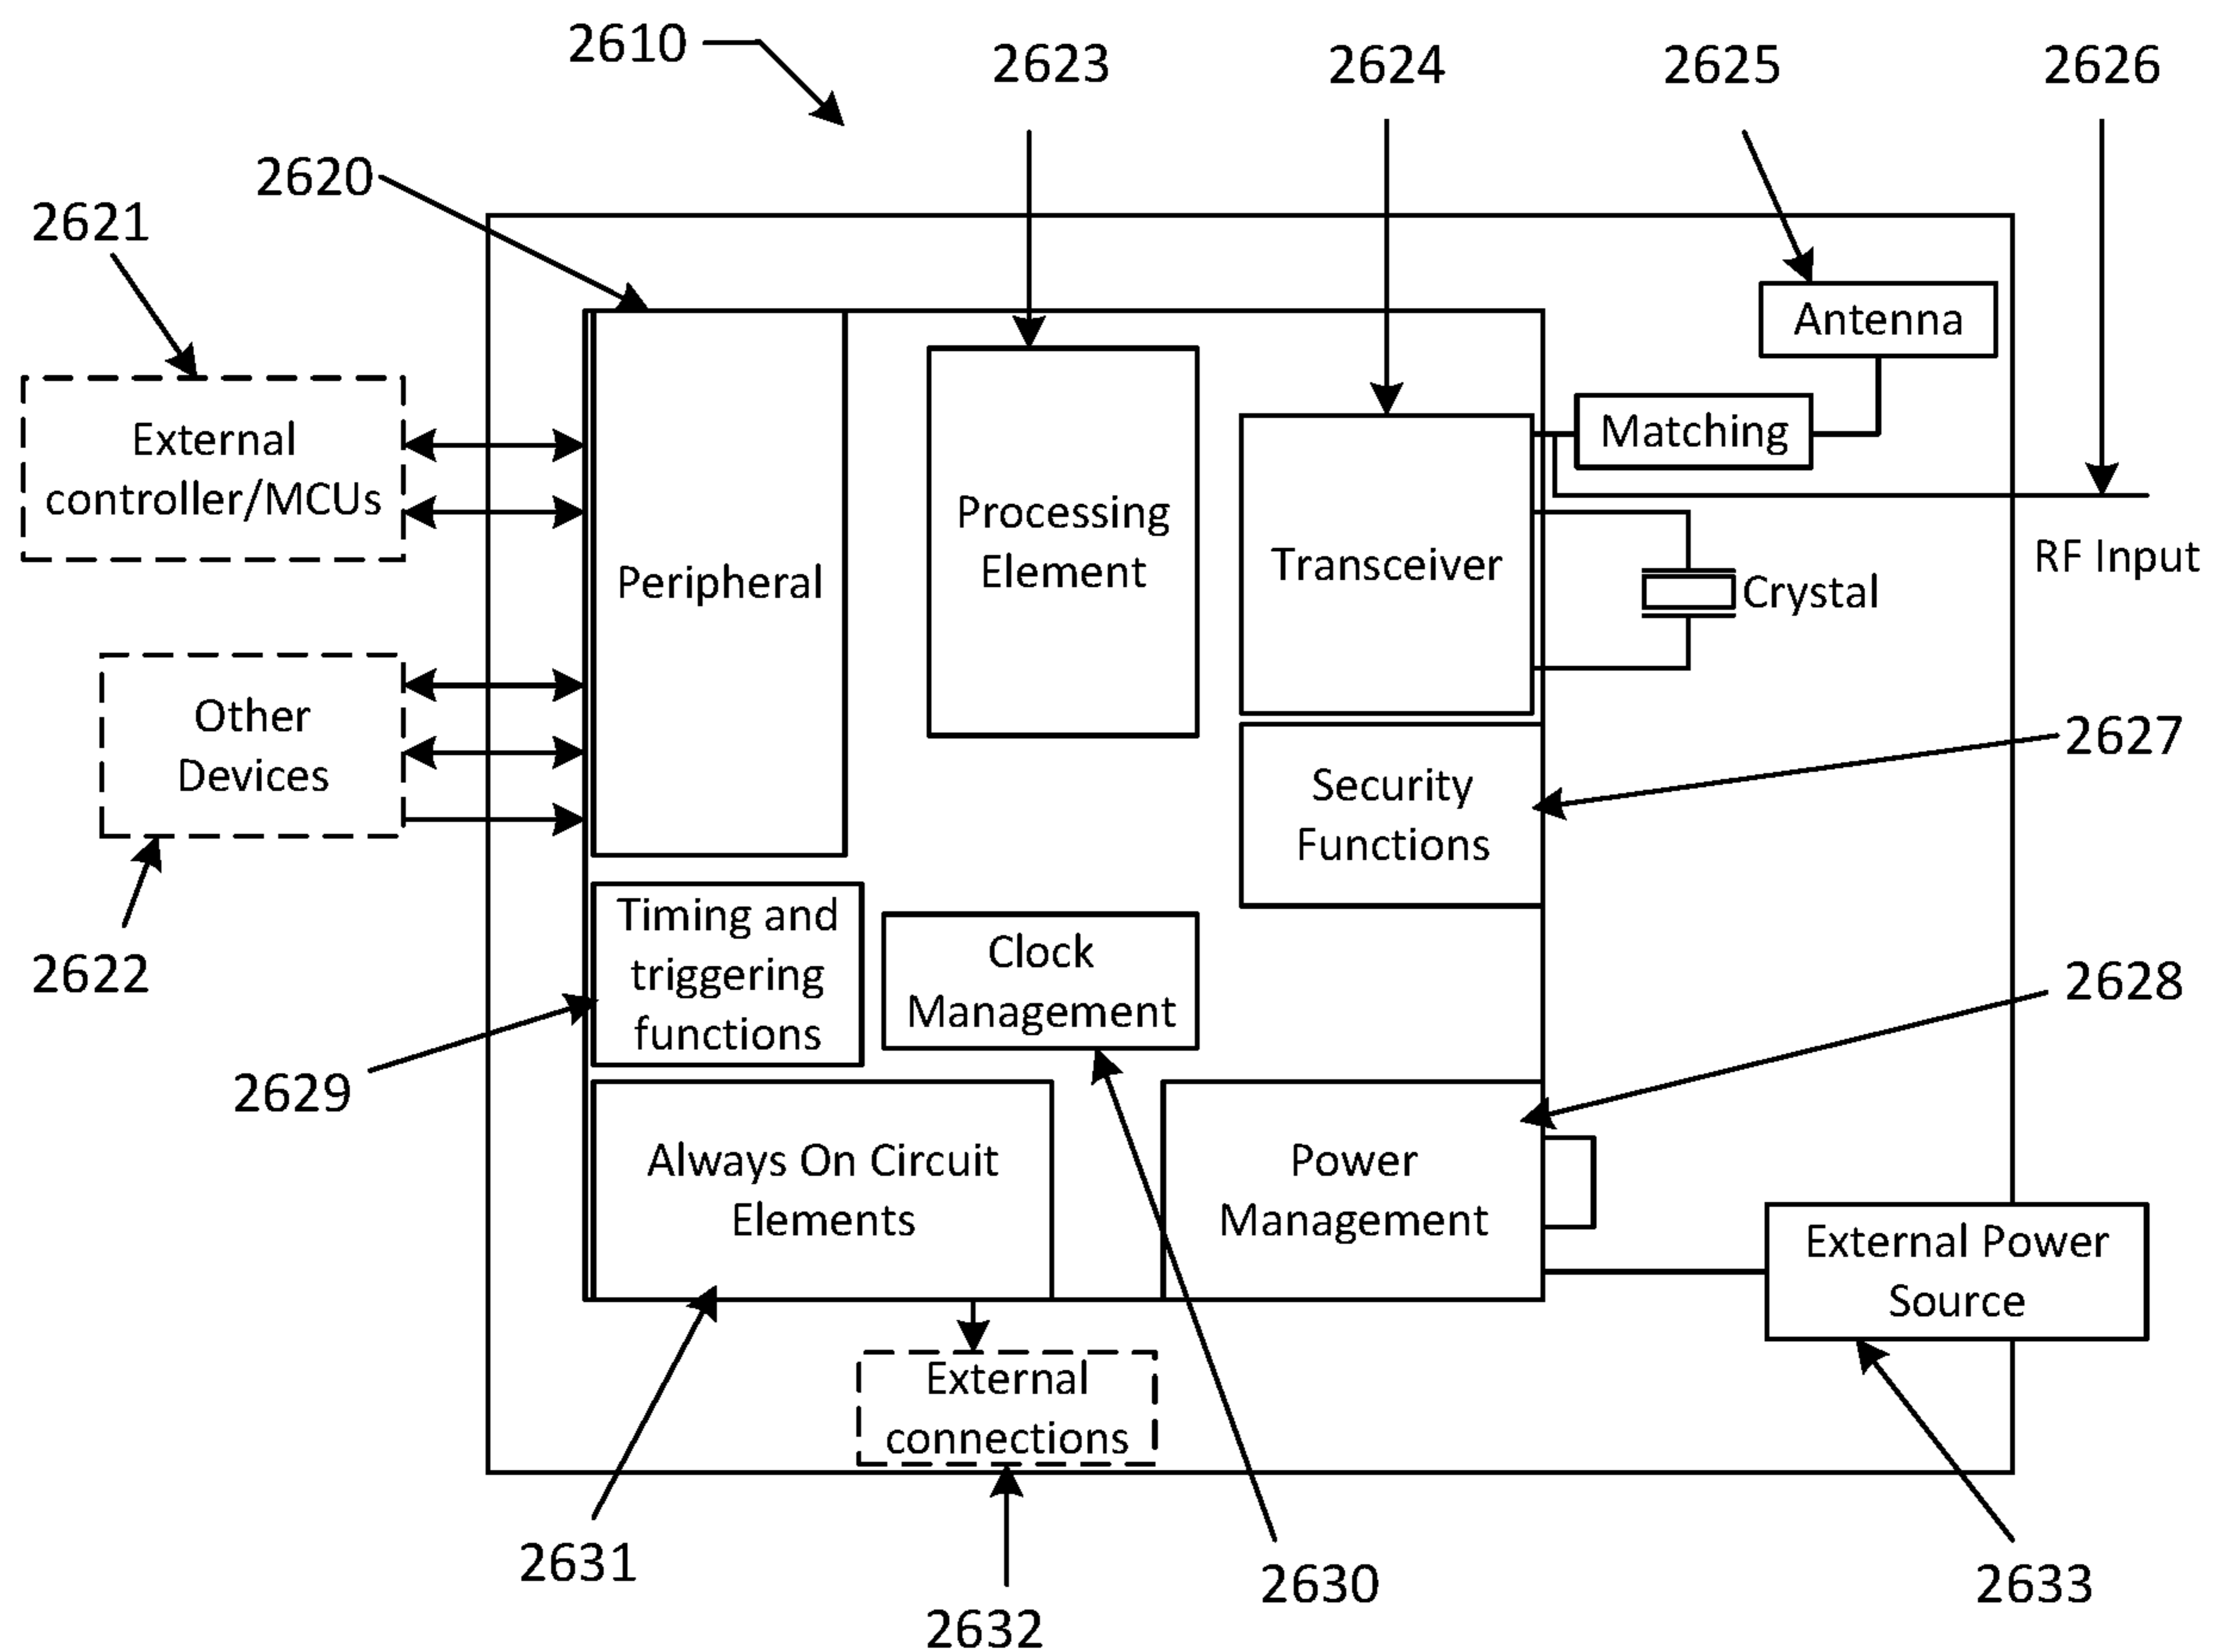 2610
2623
2624
2625
2626
2620
2621
Antenna
Matching
External
controller/MCUs
Processing
Element
Transceiver
RF Input
Peripheral
Crystal
Other
Devices
2627
Security
Functions
2622
Timing and
triggering
functions
Clock
Management
2628
2629
Always On Circuit
Elements
Power
Management
External Power
Source
External
connections
2631
2630
2633
2632